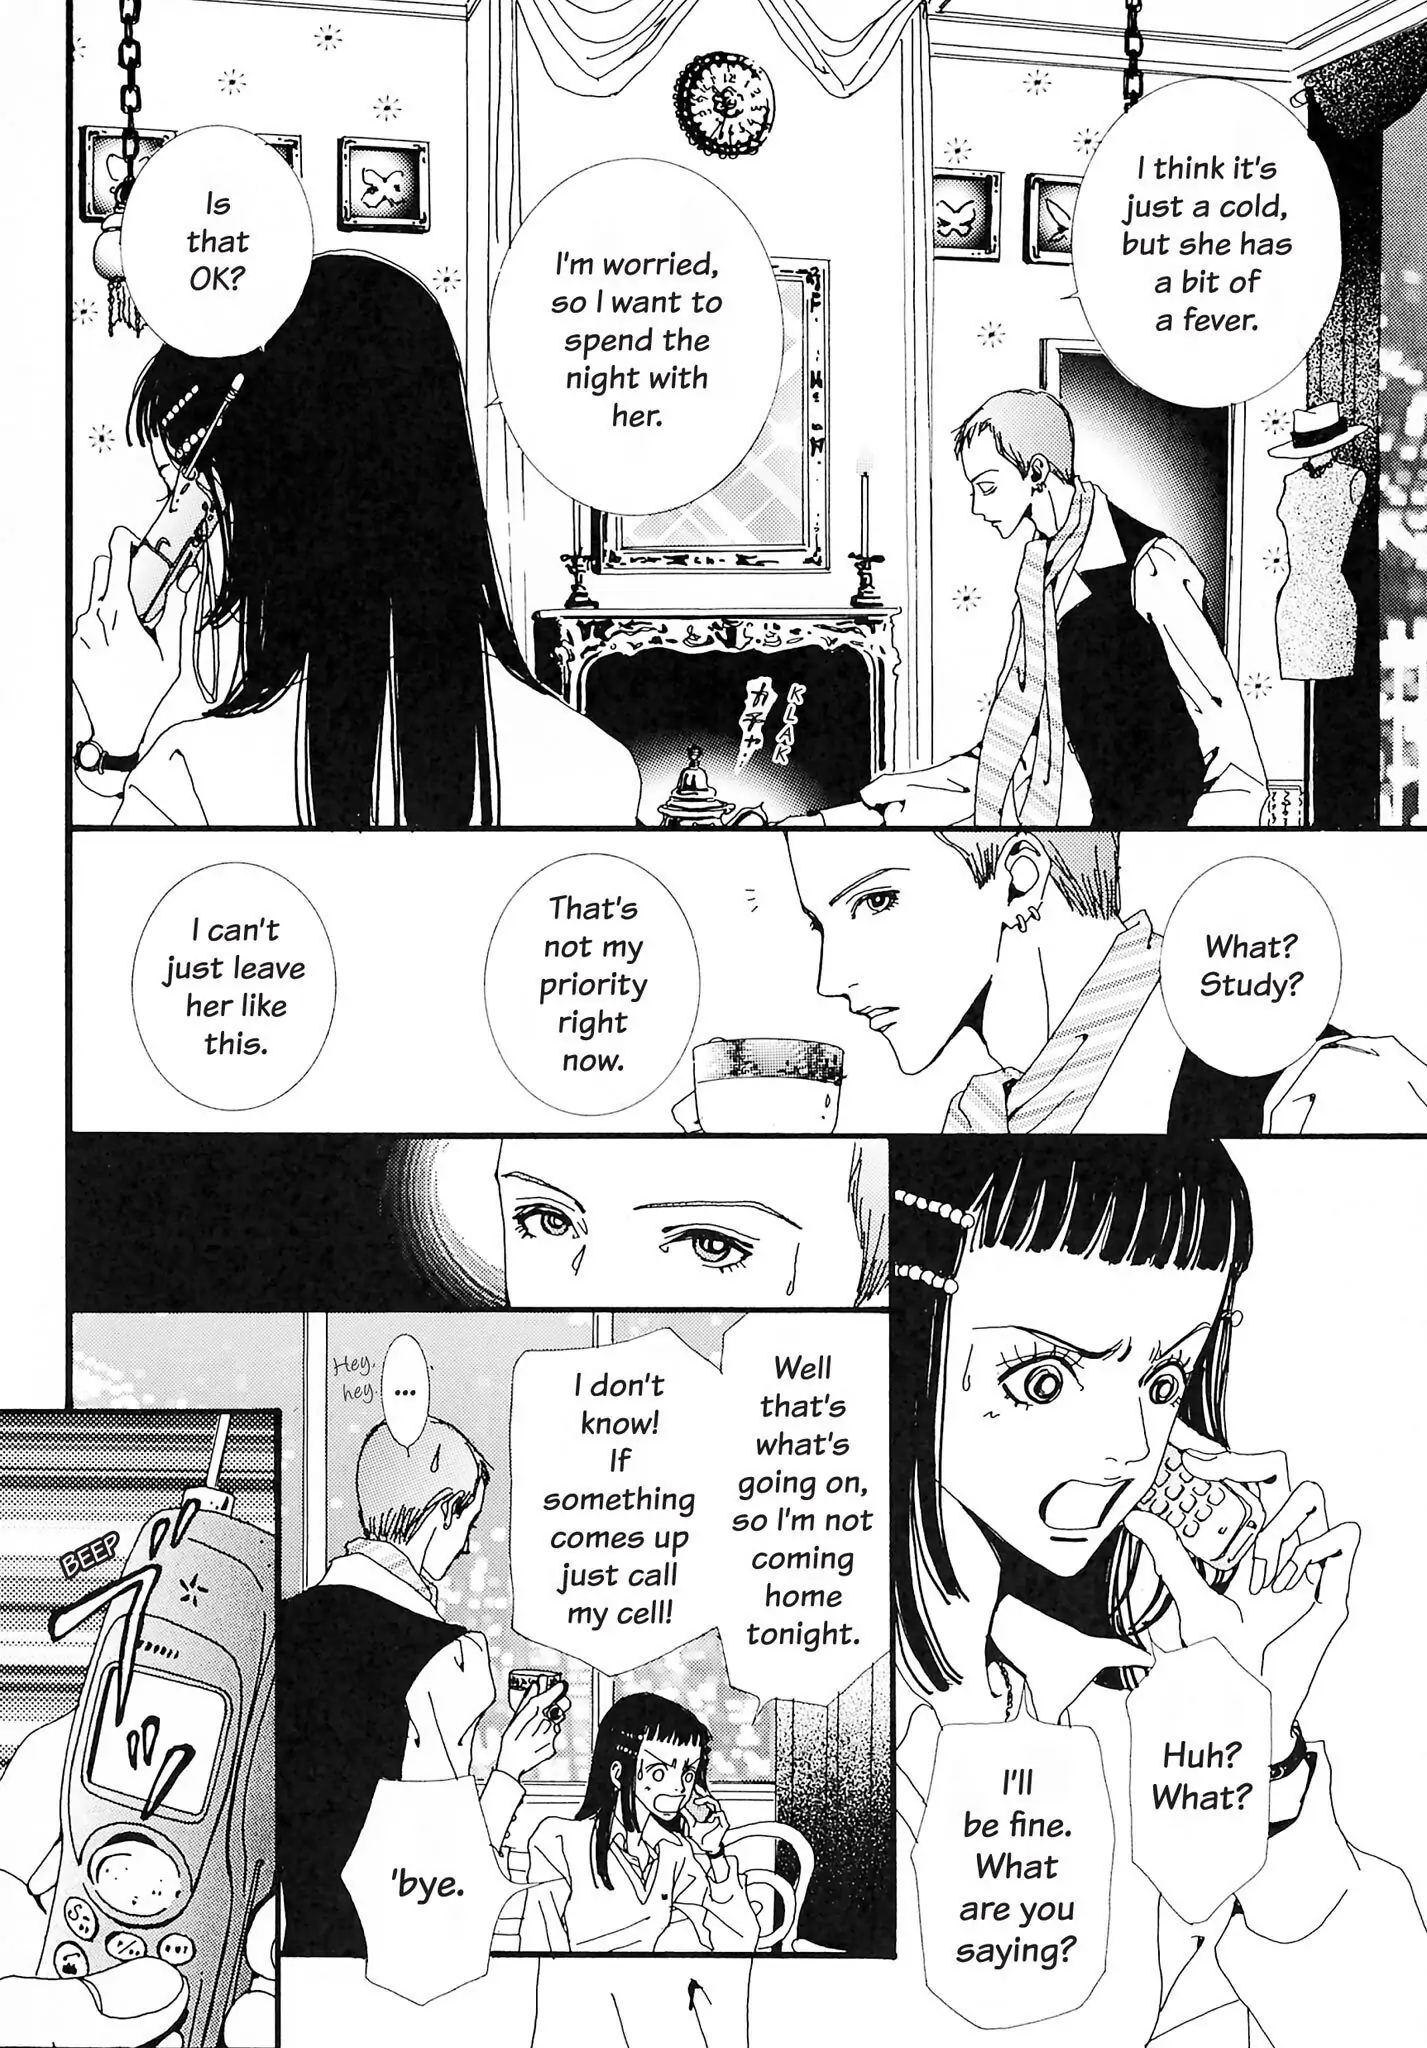 I think it's
just a cold,
but she has
a bit of
a fever.
I'm worried,
so I want to
spend the
night with
her.
Is
that
OK?
KLAK
カチャ
What?
Study?
That's
not my
priority
right
now.
I can't
just leave
her like
this.
Huh?
What?
I'll
be fine.
What
are you
saying?
Well
that's
what's
going on,
so I'm not
coming
home
tonight.
I don't
know!
If
something
comes up
just call
my cell!
...
Hey,
hey.
'bye.
BEEP